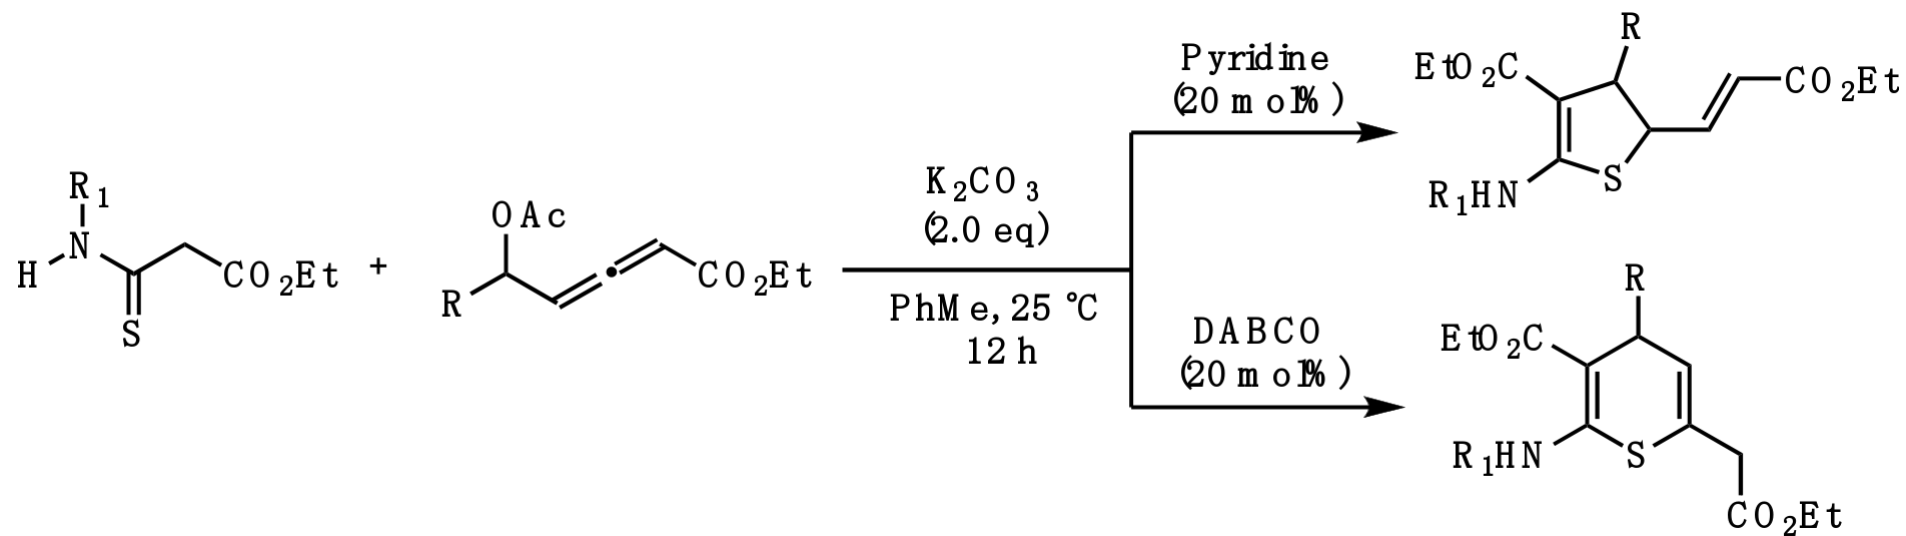 R1
H N
S
CO2Et
+
OAc
R
CO2Et
K2CO3
(2.0 eq)
PhMe, 25 °C
12 h
Pyridine
(20 mol%)
DABCO
(20 mol%)
R
EtO2C
CO2Et
R1HN
S
R
EtO2C
R1HN
S
CO2Et